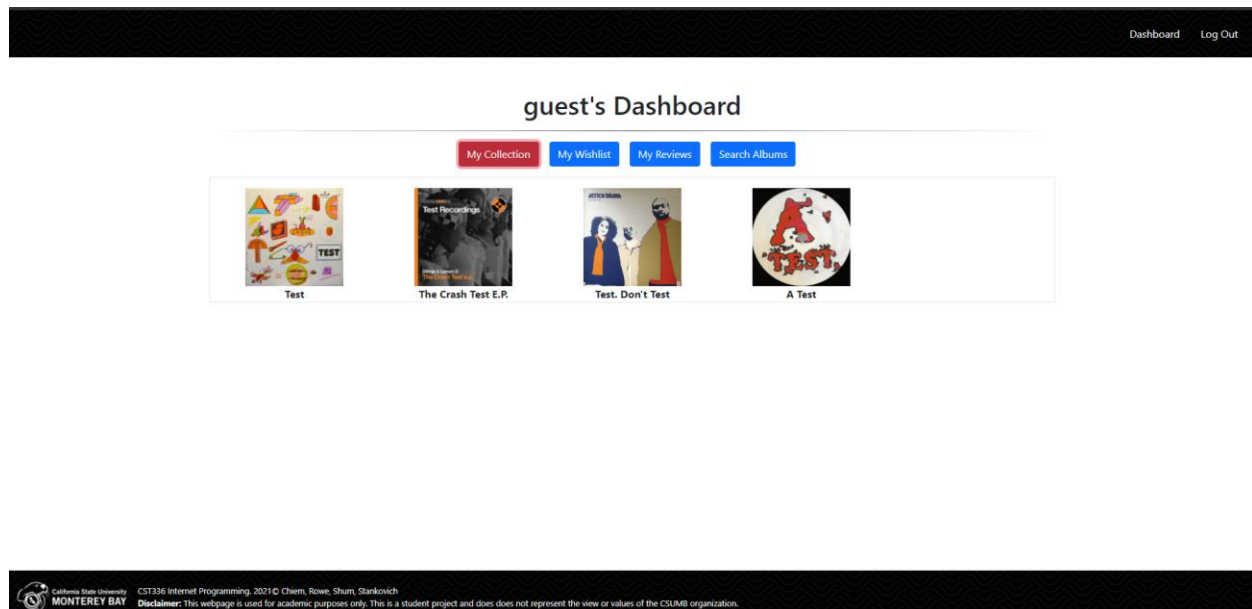 Dashboard Log Out
guest's Dashboard
My Collection My Wishlist My Reviews Search Albums
TEST
Test Recordings
The Crash Test E.P.
A
TEST
Test The Crash Test E.P. Test. Don't Test A Test
California State University
MONTEREY BAY
CST336 Internet Programming. 2021© Chiem, Rowe, Shum, Stankovich
Disclaimer: This webpage is used for academic purposes only. This is a student project and does does not represent the view or values of the CSUMB organization.